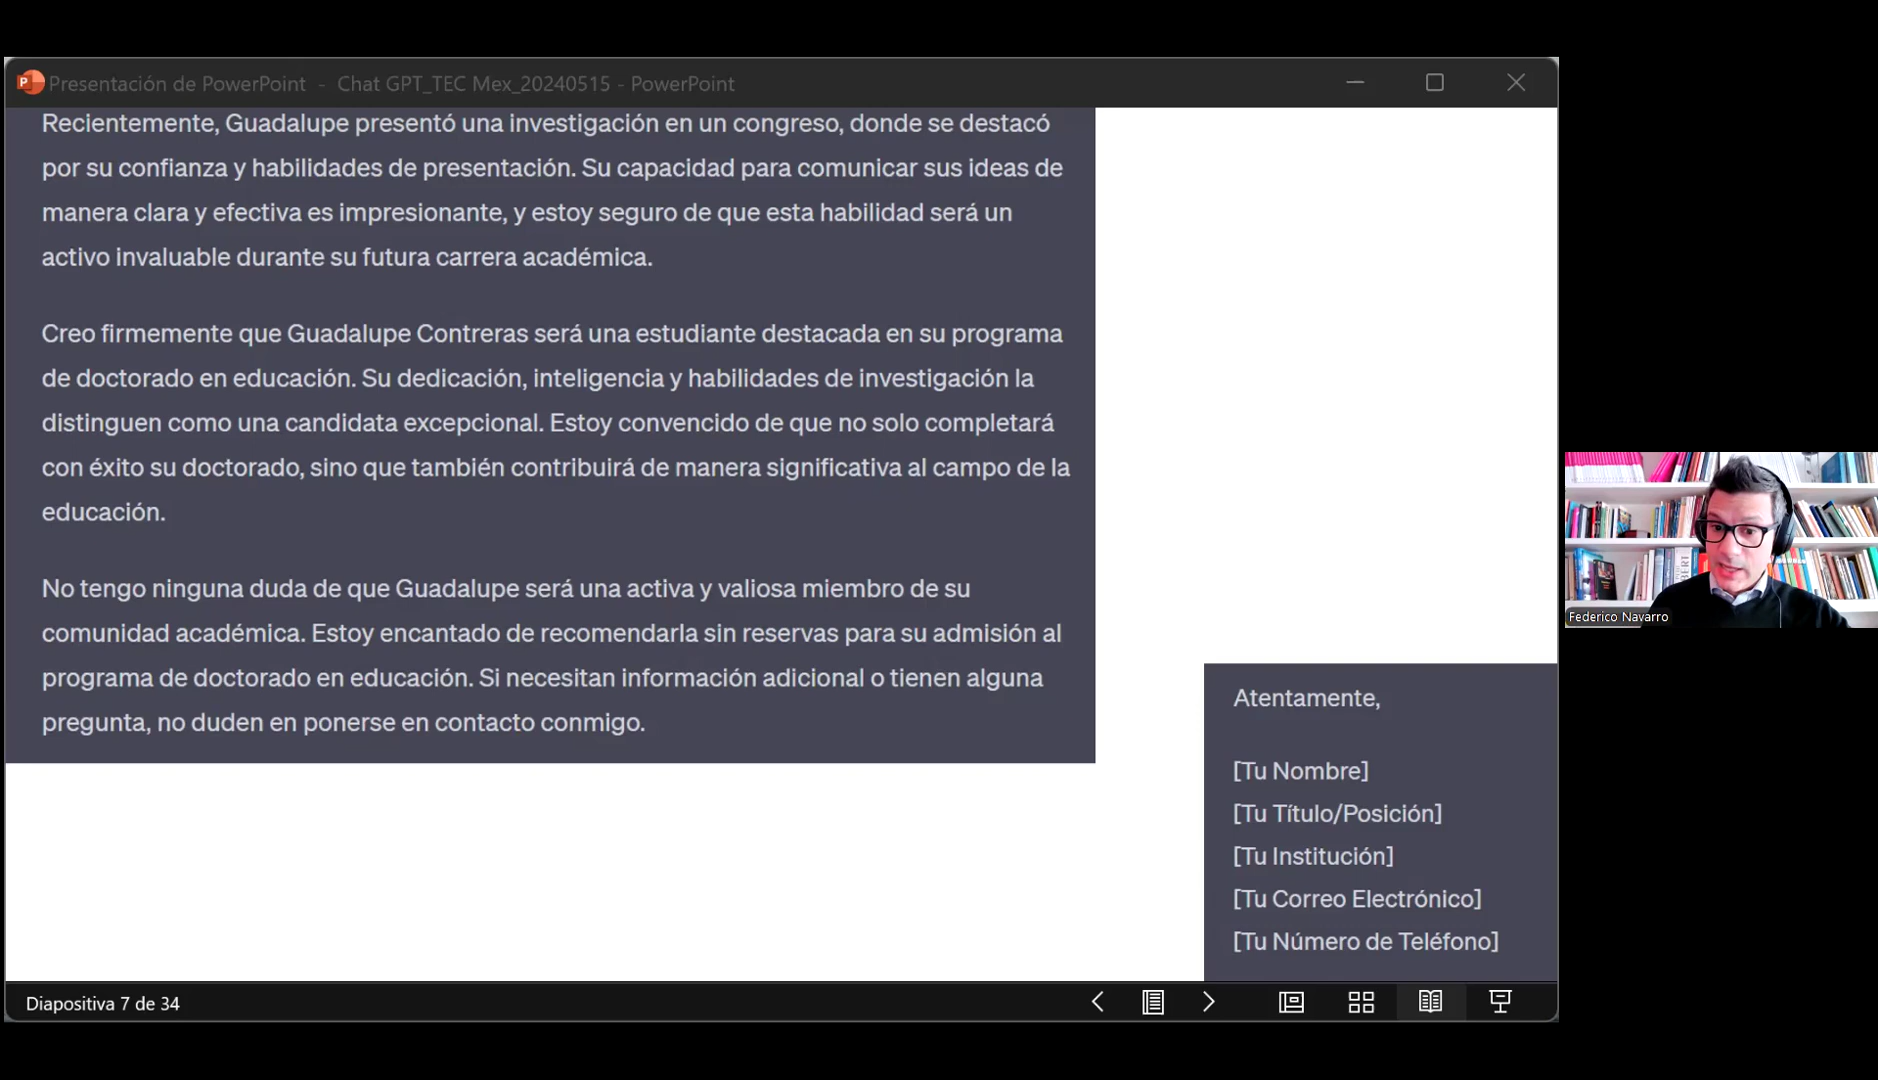 Presentación de PowerPoint - Chat GPT_TEC Mex_20240515 - PowerPoint
Recientemente, Guadalupe presentó una investigación en un congreso, donde se destacó
por su confianza y habilidades de presentación. Su capacidad para comunicar sus ideas de
manera clara y efectiva es impresionante, y estoy seguro de que esta habilidad será un
activo invaluable durante su futura carrera académica.
Creo firmemente que Guadalupe Contreras será una estudiante destacada en su programa
de doctorado en educación. Su dedicación, inteligencia y habilidades de investigación la
distinguen como una candidata excepcional. Estoy convencido de que no solo completará
con éxito su doctorado, sino que también contribuirá de manera significativa al campo de la
educación.
No tengo ninguna duda de que Guadalupe será una activa y valiosa miembro de su
comunidad académica. Estoy encantado de recomendarla sin reservas para su admisión al
programa de doctorado en educación. Si necesitan información adicional o tienen alguna
pregunta, no duden en ponerse en contacto conmigo.
Atentamente,
[Tu Nombre]
[Tu Título/Posición]
[Tu Institución]
[Tu Correo Electrónico]
[Tu Número de Teléfono]
Federico Navarro
Diapositiva 7 de 34